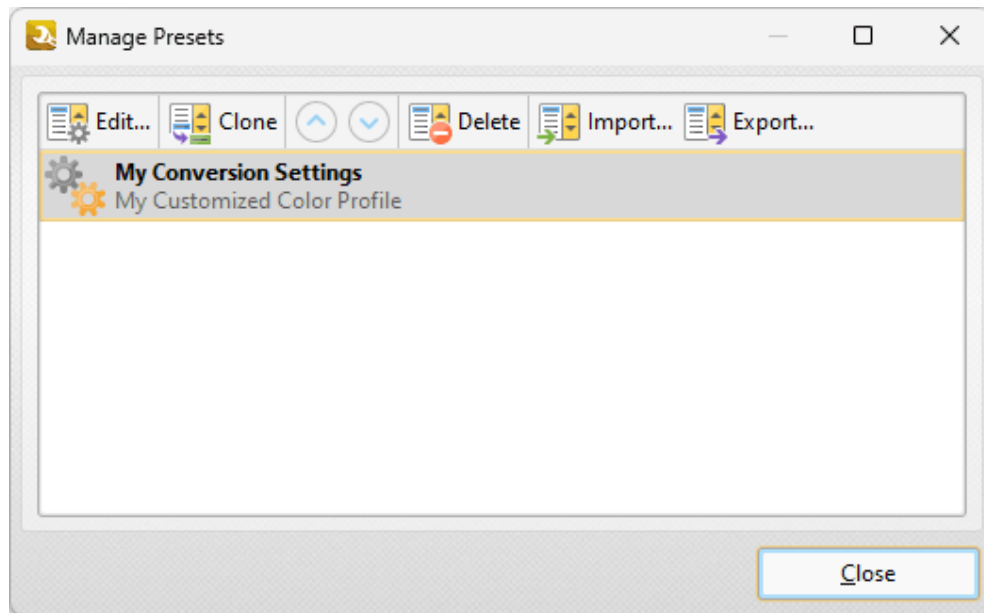 Manage Presets
Edit... Clone Delete Import... Export...
My Conversion Settings
My Customized Color Profile
Close